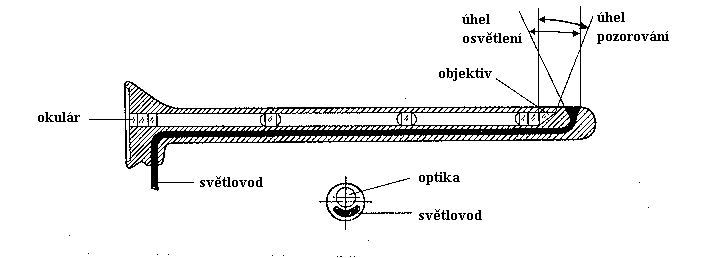 úhel
osvětlení
úhel
pozorování
objektiv
okulár
světlovod
optika
světlovod